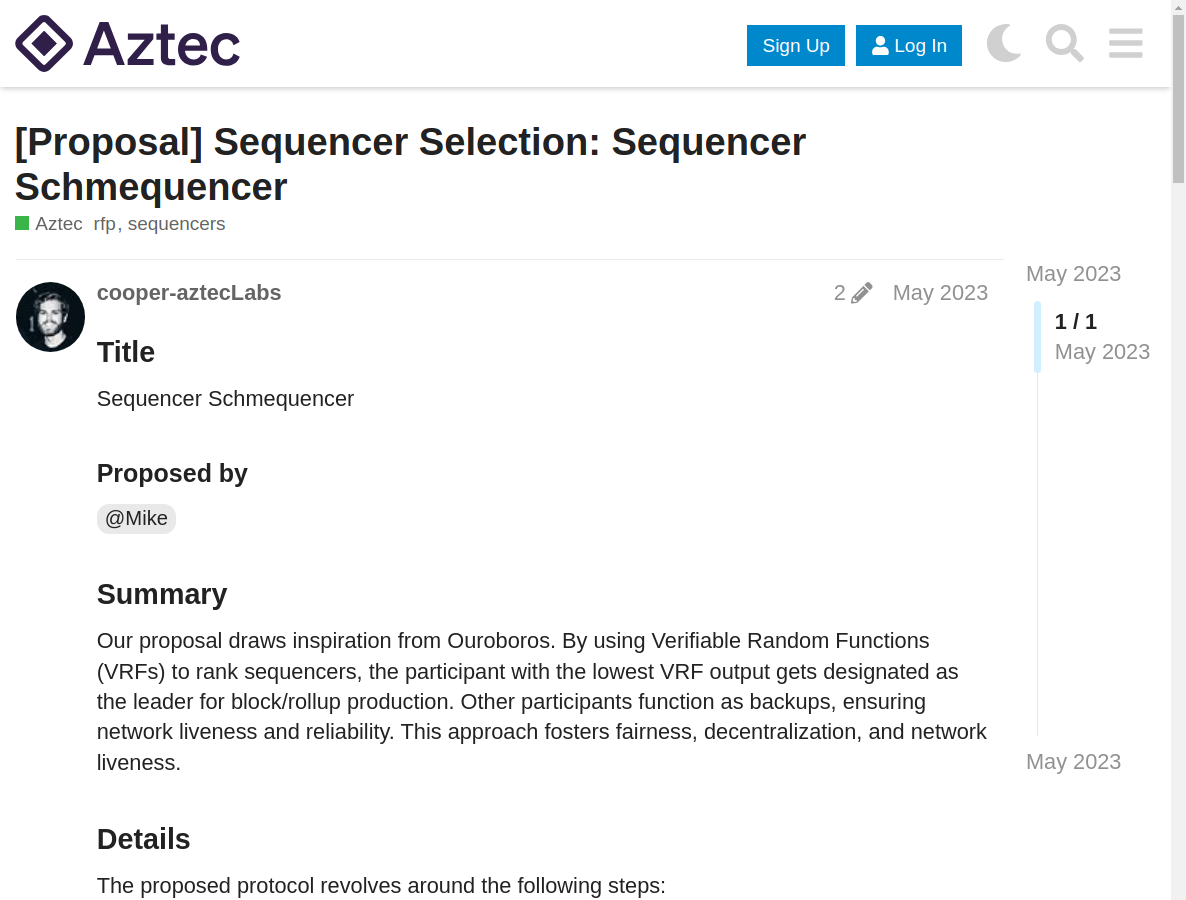 Aztec
Sign Up
Log In
[Proposal] Sequencer Selection: Sequencer
Schmequencer
Aztec rfp, sequencers
cooper-aztecLabs
2
May 2023
Title
Sequencer Schmequencer
Proposed by
@Mike
Summary
Our proposal draws inspiration from Ouroboros. By using Verifiable Random Functions
(VRFs) to rank sequencers, the participant with the lowest VRF output gets designated as
the leader for block/rollup production. Other participants function as backups, ensuring
network liveness and reliability. This approach fosters fairness, decentralization, and network
liveness.
Details
The proposed protocol revolves around the following steps:
May 2023
1 / 1
May 2023
May 2023